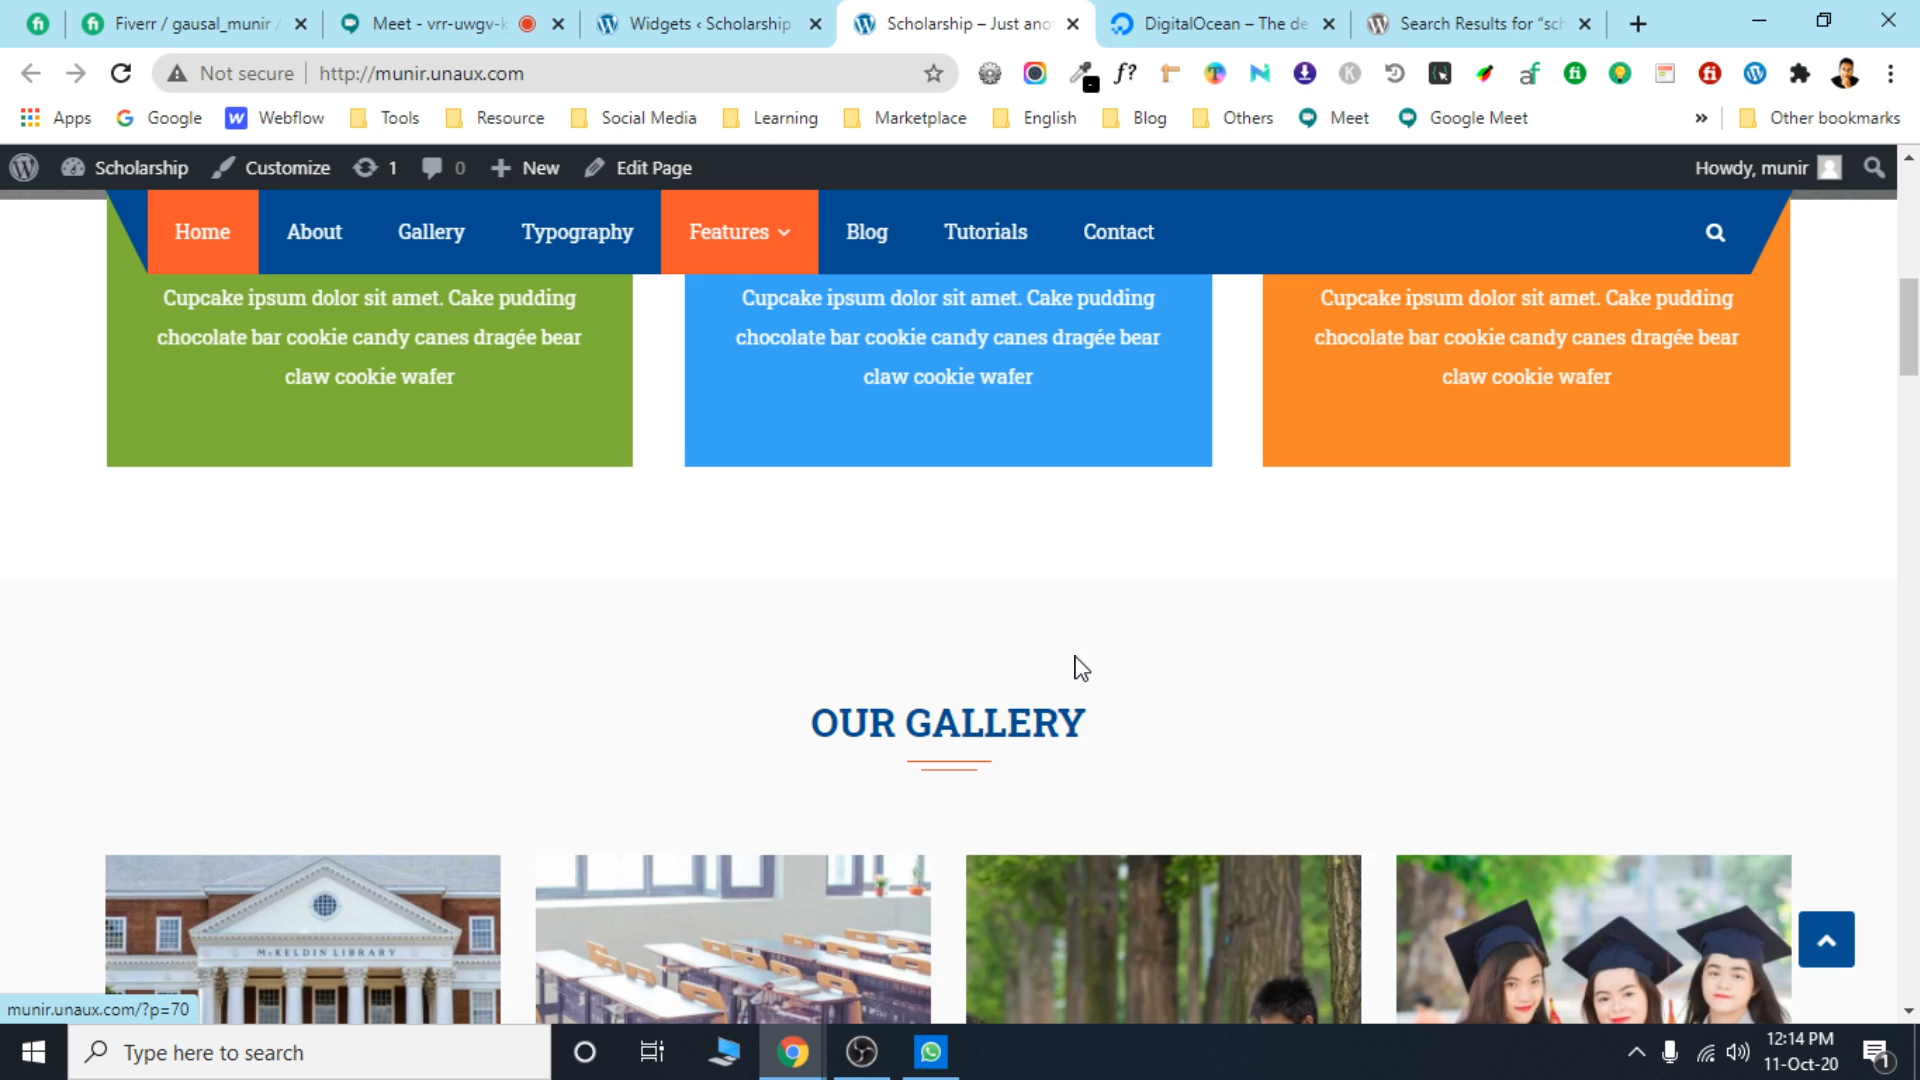 Fiverr / gausal_munir /
Meet - vrr-uwgv-k
Widgets ‹ Scholarship
Scholarship – Just ano
DigitalOcean – The de
Search Results for "sch
Not secure
http://munir.unaux.com
Apps
Google
Webflow
Tools
Resource
Social Media
Learning
Marketplace
English
Blog
Others
Meet
Google Meet
»
Other bookmarks
Scholarship
Customize
1
0
New
Edit Page
Howdy, munir
Home
About
Gallery
Typography
Features
Blog
Tutorials
Contact
Cupcake ipsum dolor sit amet. Cake pudding
chocolate bar cookie candy canes dragée bear
claw cookie wafer
Cupcake ipsum dolor sit amet. Cake pudding
chocolate bar cookie candy canes dragée bear
claw cookie wafer
Cupcake ipsum dolor sit amet. Cake pudding
chocolate bar cookie candy canes dragée bear
claw cookie wafer
OUR GALLERY
McKELDIN LIBRARY
munir.unaux.com/?p=70
Type here to search
12:14 PM
11-Oct-20
1